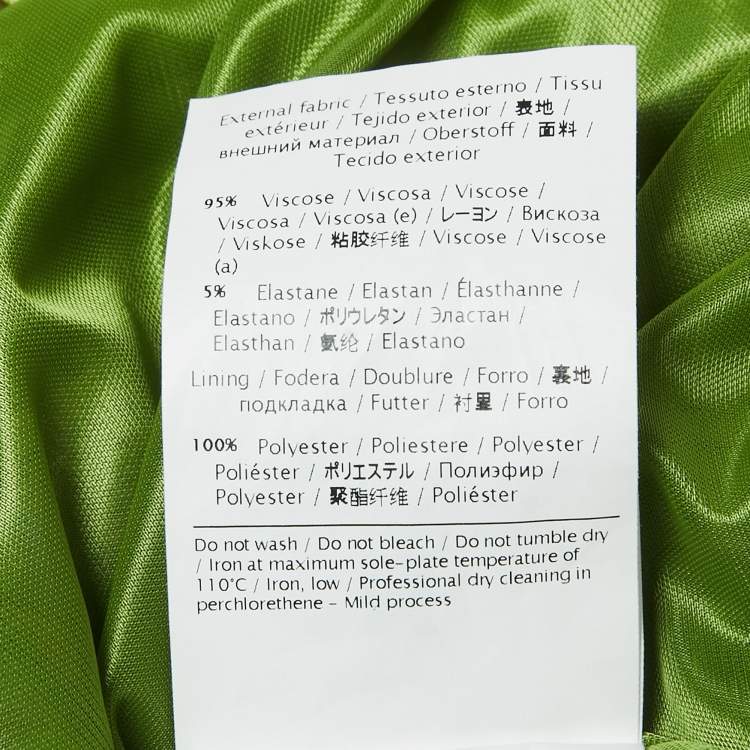 External fabric / Tessuto esterno / Tissu
extérieur / Tejido exterior / 表地 /
внешний материал / Oberstoff / 面料 /
Tecido exterior
95% Viscose / Viscosa / Viscose /
Viscosa / Viscosa (e) / レーヨン / Вискоза
/ Viskose / 粘胶纤维 / Viscose / Viscose
(a)
5% Elastane / Elastan / Élasthanne /
Elastano / ポリウレタン / Эластан /
Elasthan / 氨纶 / Elastano
Lining / Fodera / Doublure / Forro / 裏地 /
подкладка / Futter / 衬里 / Forro
100% Polyester / Poliestere / Polyester /
Poliéster / ポリエステル / Полиэфир /
Polyester / 聚酯纤维 / Poliéster
Do not wash / Do not bleach / Do not tumble dry
/ Iron at maximum sole-plate temperature of
110°C / Iron, low / Professional dry cleaning in
perchlorethene - Mild process